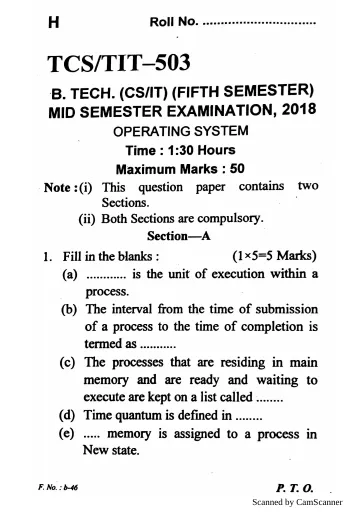 H Roll No. ................................
TCS/TIT–503
B. TECH. (CS/IT) (FIFTH SEMESTER)
MID SEMESTER EXAMINATION, 2018
OPERATING SYSTEM
Time : 1:30 Hours
Maximum Marks : 50
Note : (i) This question paper contains two
Sections.
(ii) Both Sections are compulsory.
Section—A
1. Fill in the blanks : (1×5=5 Marks)
(a) ............ is the unit of execution within a
process.
(b) The interval from the time of submission
of a process to the time of completion is
termed as ...........
(c) The processes that are residing in main
memory and are ready and waiting to
execute are kept on a list called ........
(d) Time quantum is defined in ........
(e) ..... memory is assigned to a process in
New state.
F. No. : b-46 P. T. O.
Scanned by CamScanner